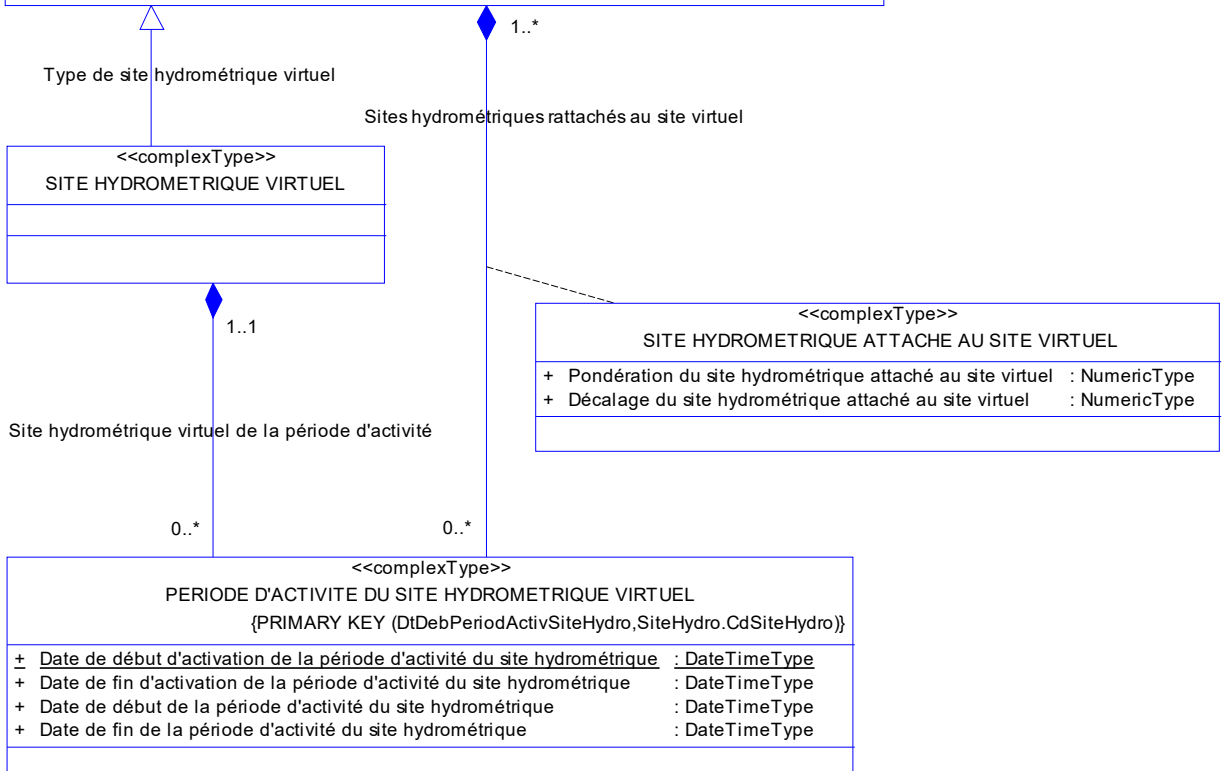 1..*
Type de site hydrométrique virtuel
Sites hydrométriques rattachés au site virtuel
<<complexType>>
SITE HYDROMETRIQUE VIRTUEL
<<complexType>>
SITE HYDROMETRIQUE ATTACHE AU SITE VIRTUEL
+ Pondération du site hydrométrique attaché au site virtuel : NumericType
+ Décalage du site hydrométrique attaché au site virtuel : NumericType
1..1
Site hydrométrique virtuel de la période d'activité
0..* 0..*
<<complexType>>
PERIODE D'ACTIVITE DU SITE HYDROMETRIQUE VIRTUEL
{PRIMARY KEY (DtDebPeriodActivSiteHydro,SiteHydro.CdSiteHydro)}
+ Date de début d'activation de la période d'activité du site hydrométrique : DateTimeType
+ Date de fin d'activation de la période d'activité du site hydrométrique : DateTimeType
+ Date de début de la période d'activité du site hydrométrique : DateTimeType
+ Date de fin de la période d'activité du site hydrométrique : DateTimeType